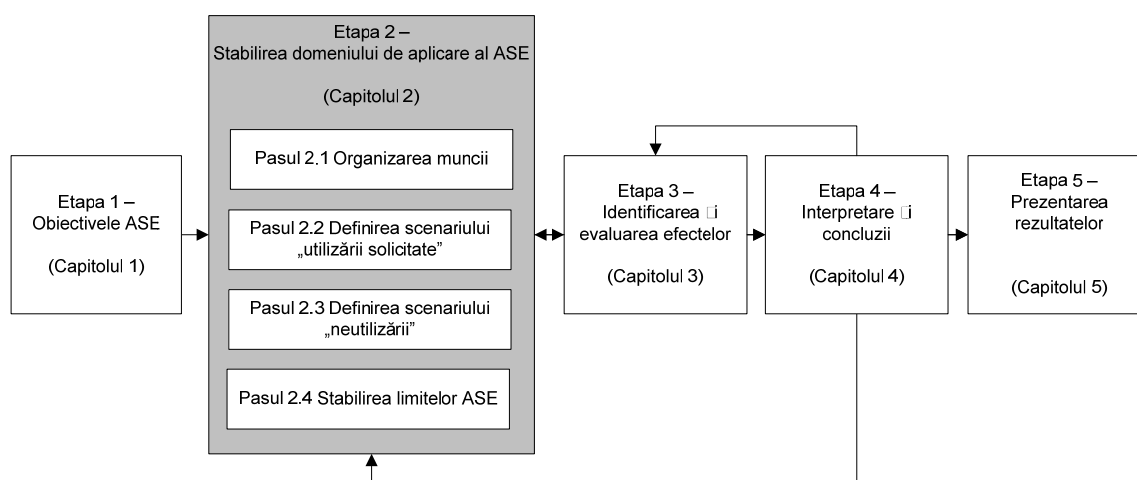 Etapa 1 –
Obiectivele ASE
(Capitolul 1)
Etapa 2 –
Stabilirea domeniului de aplicare al ASE
(Capitolul 2)
Pasul 2.1 Organizarea muncii
Pasul 2.2 Definirea scenariului
„utilizării solicitate”
Pasul 2.3 Definirea scenariului
„neutilizării”
Pasul 2.4 Stabilirea limitelor ASE
Etapa 3 –
Identificarea □i
evaluarea efectelor
(Capitolul 3)
Etapa 4 –
Interpretare □i
concluzii
(Capitolul 4)
Etapa 5 –
Prezentarea
rezultatelor
(Capitolul 5)